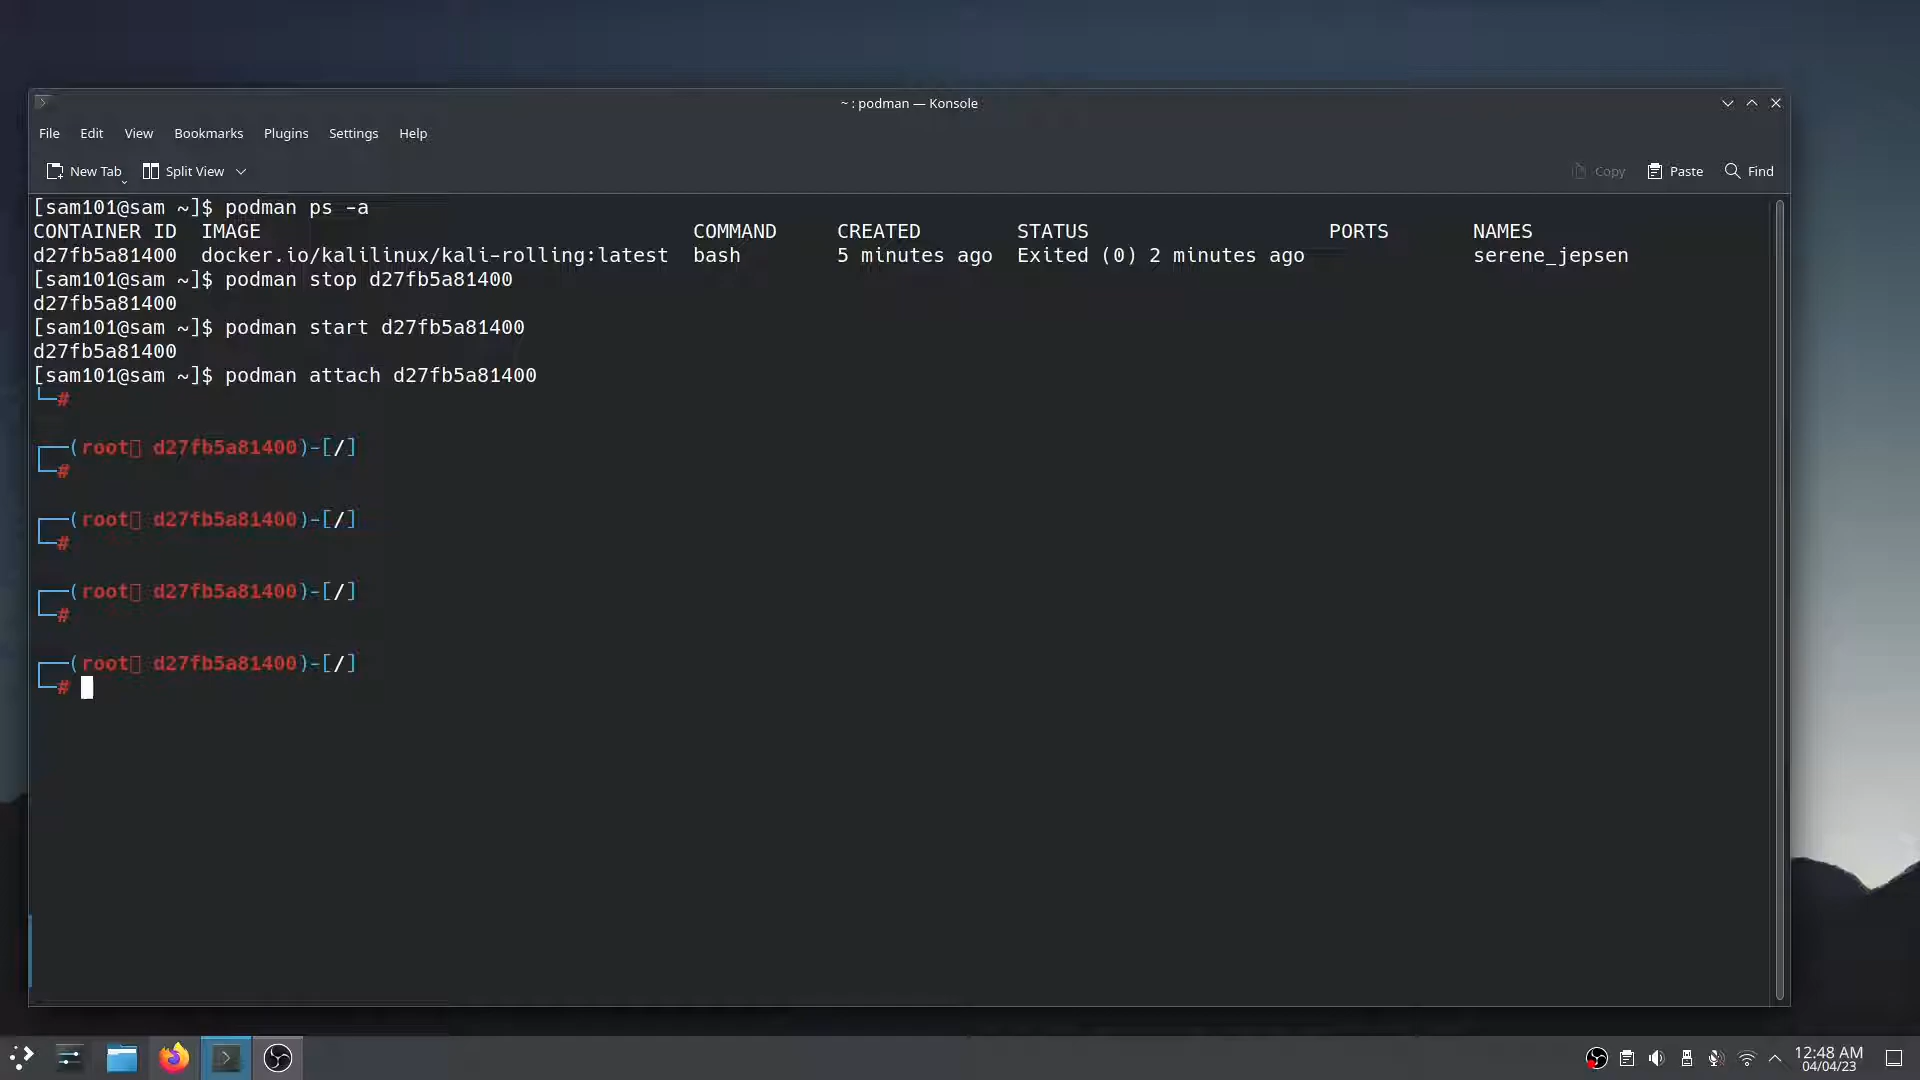 ~ : podman — Konsole
File Edit View Bookmarks Plugins Settings Help
New Tab Split View Copy Paste Find
[sam101@sam ~]$ podman ps -a
CONTAINER ID IMAGE COMMAND CREATED STATUS PORTS NAMES
d27fb5a81400 docker.io/kalilinux/kali-rolling:latest bash 5 minutes ago Exited (0) 2 minutes ago serene_jepsen
[sam101@sam ~]$ podman stop d27fb5a81400
d27fb5a81400
[sam101@sam ~]$ podman start d27fb5a81400
d27fb5a81400
[sam101@sam ~]$ podman attach d27fb5a81400
└─#
┌──(root▯ d27fb5a81400)-[/]
└─#
┌──(root▯ d27fb5a81400)-[/]
└─#
┌──(root▯ d27fb5a81400)-[/]
└─#
┌──(root▯ d27fb5a81400)-[/]
└─#
12:48 AM
04/04/23